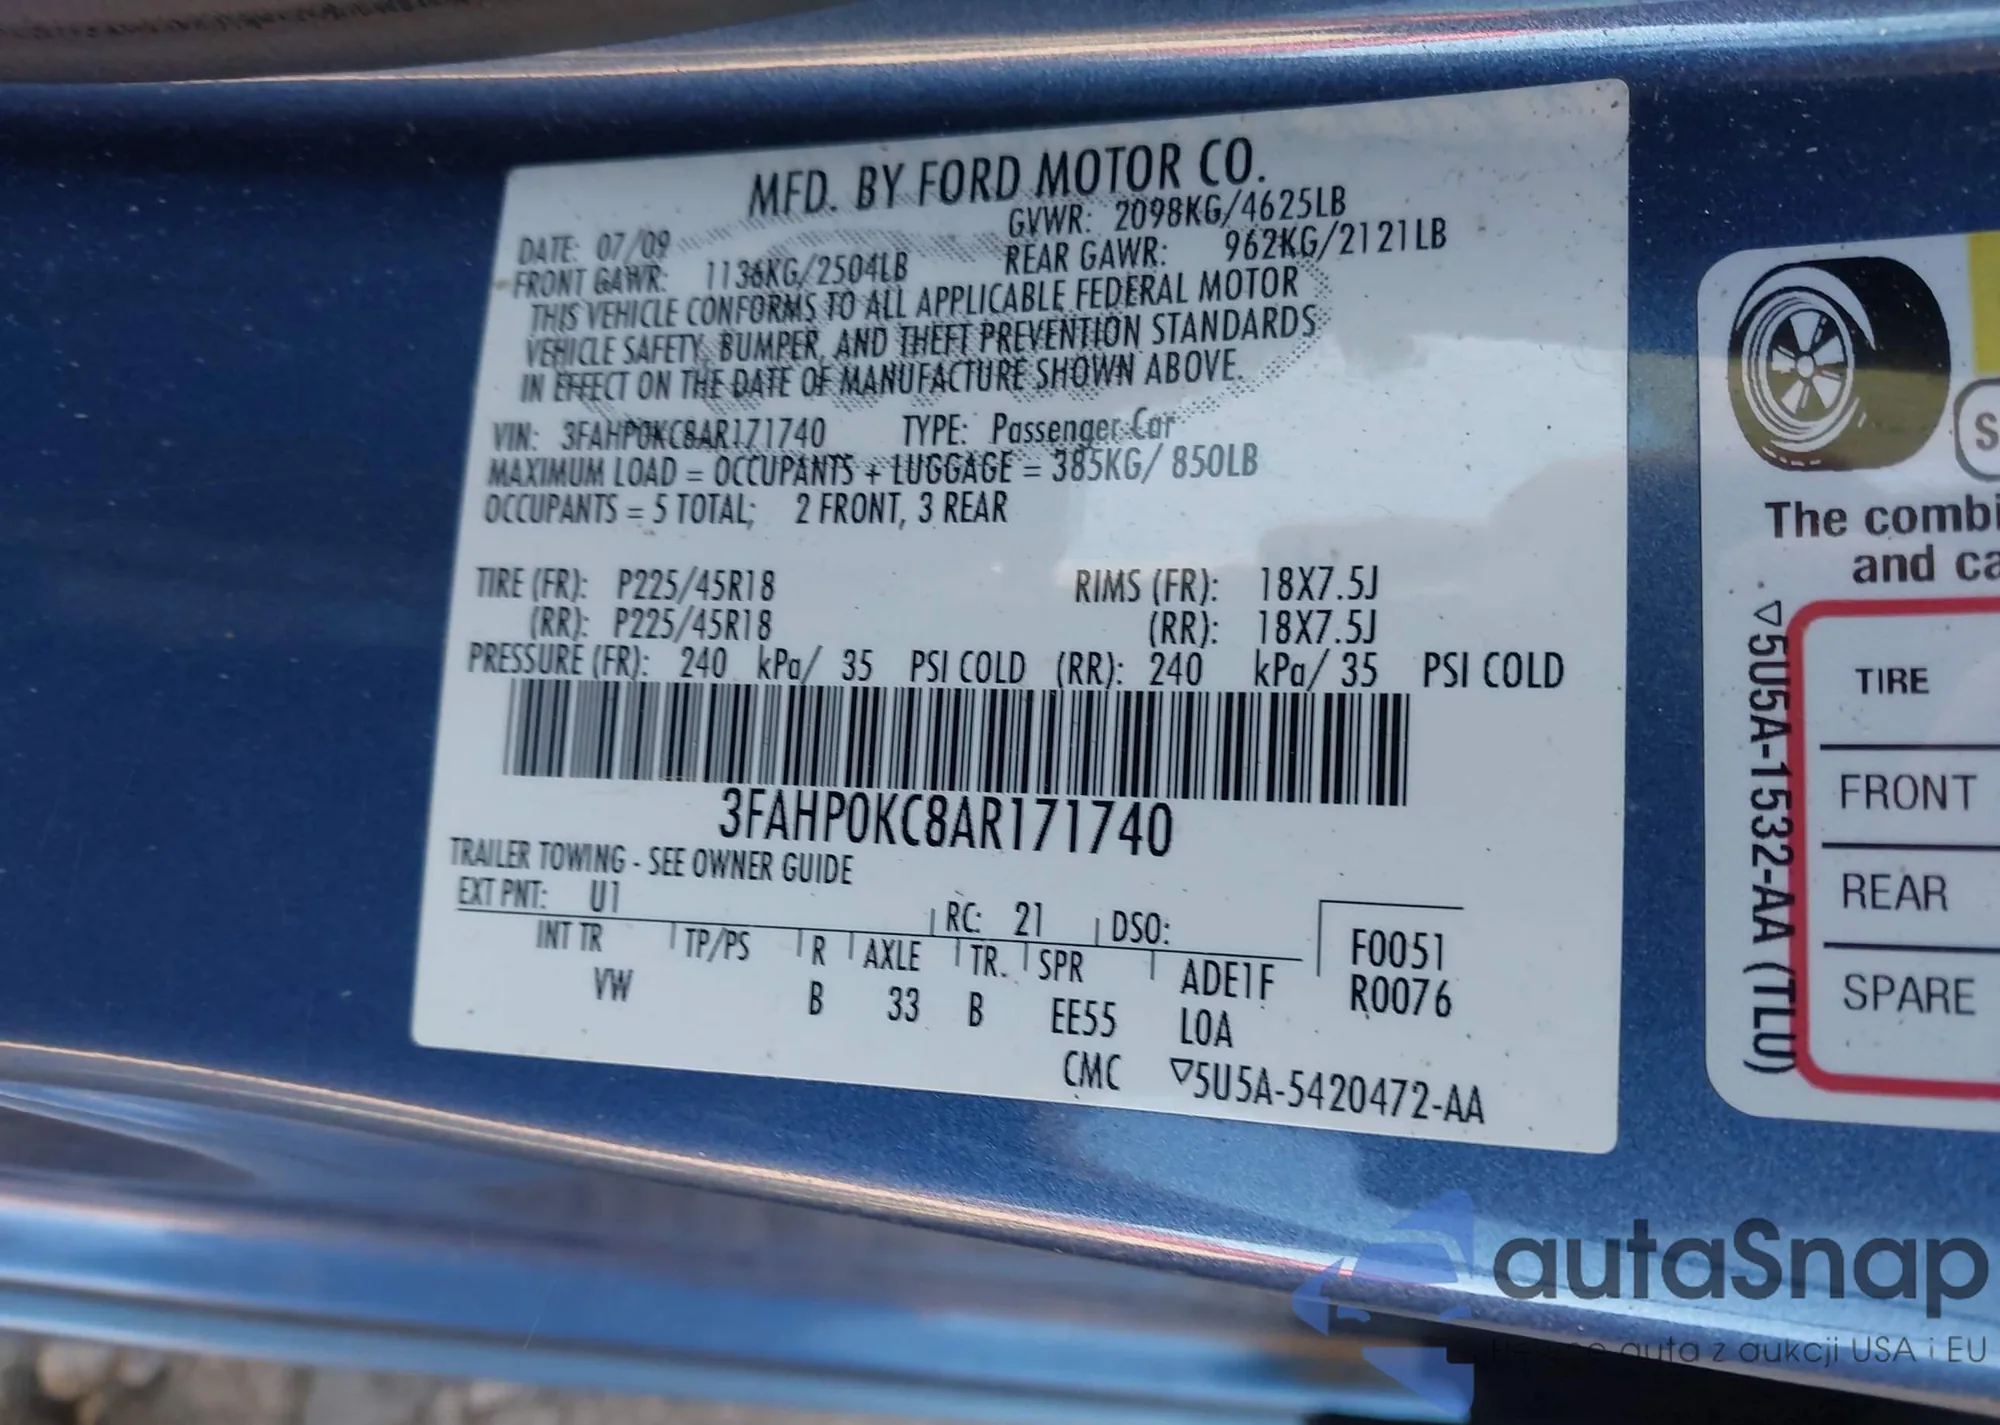 MFD. BY FORD MOTOR CO.
DATE: 07/09 GVWR: 2098KG/4625LB
FRONT GAWR: 1136KG/2504LB REAR GAWR: 962KG/2121LB
THIS VEHICLE CONFORMS TO ALL APPLICABLE FEDERAL MOTOR
VEHICLE SAFETY, BUMPER, AND THEFT PREVENTION STANDARDS
IN EFFECT ON THE DATE OF MANUFACTURE SHOWN ABOVE.
VIN: 3FAHP0KC8AR171740 TYPE: Passenger Car
MAXIMUM LOAD = OCCUPANTS + LUGGAGE = 385KG/ 850LB
OCCUPANTS = 5 TOTAL; 2 FRONT, 3 REAR
TIRE (FR): P225/45R18 RIMS (FR): 18X7.5J
(RR): P225/45R18 (RR): 18X7.5J
PRESSURE (FR): 240 kPa/ 35 PSI COLD (RR): 240 kPa/ 35 PSI COLD
3FAHP0KC8AR171740
TRAILER TOWING - SEE OWNER GUIDE
EXT PNT: U1 RC: 21 DSO:
INT TR TP/PS R AXLE TR. SPR ADE1F
VW B 33 B EE55 LOA
CMC ▽5U5A-5420472-AA
F0051
R0076
S
The combi
and ca
▽5U5A-1532-AA (TLU)
TIRE
FRONT
REAR
SPARE
autaSnap
auta z aukcji USA i EU